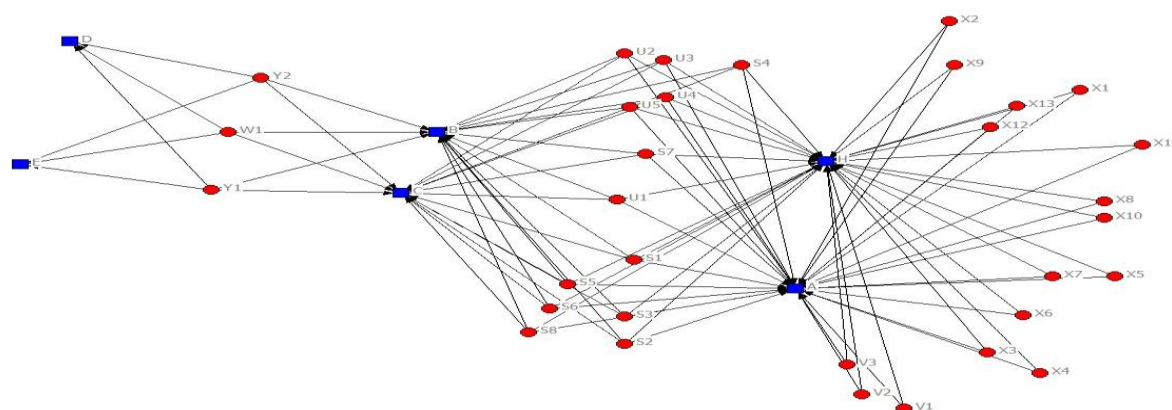 X2
D
U2
U3
S4
X9
Y2
X1
U4
U5
X13
W1
B
X12
X1
S7
H
E
Y1
C
U1
X8
X10
S1
X7
X5
S5
A
S6
S3
X6
S8
S2
X3
V3
X4
V2
V1